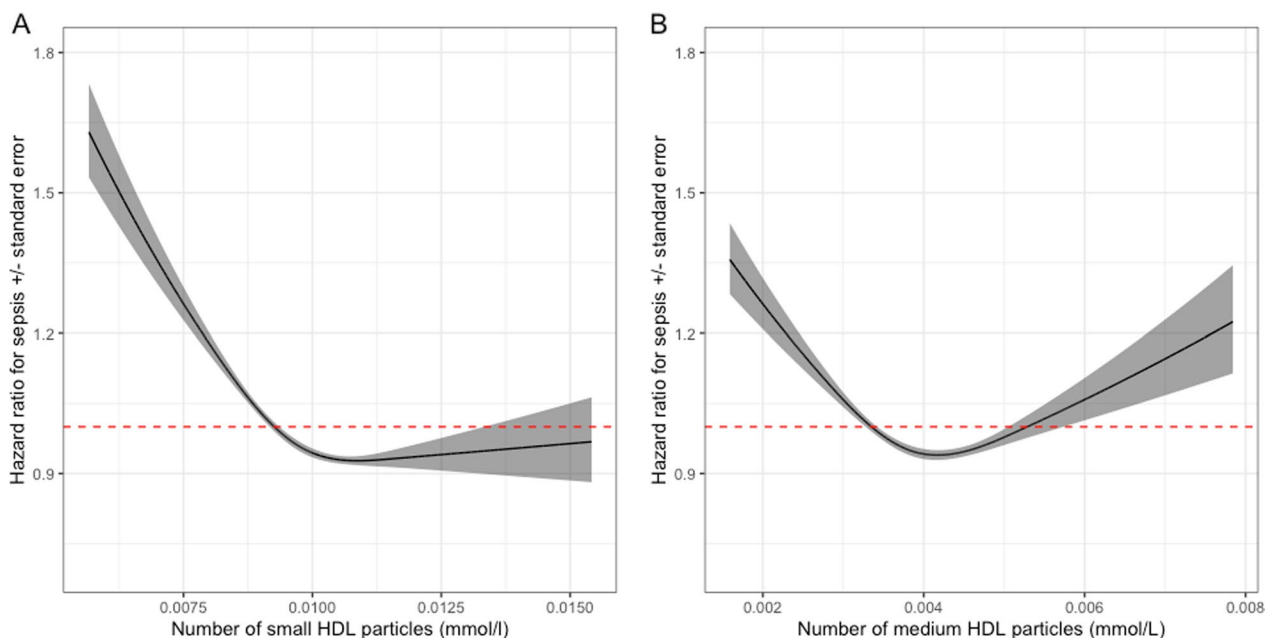 A
Hazard ratio for sepsis +/- standard error
1.8
1.5
1.2
0.9
0.0075
0.0100
0.0125
0.0150
Number of small HDL particles (mmol/l)
B
Hazard ratio for sepsis +/- standard error
1.8
1.5
1.2
0.9
0.002
0.004
0.006
0.008
Number of medium HDL particles (mmol/L)